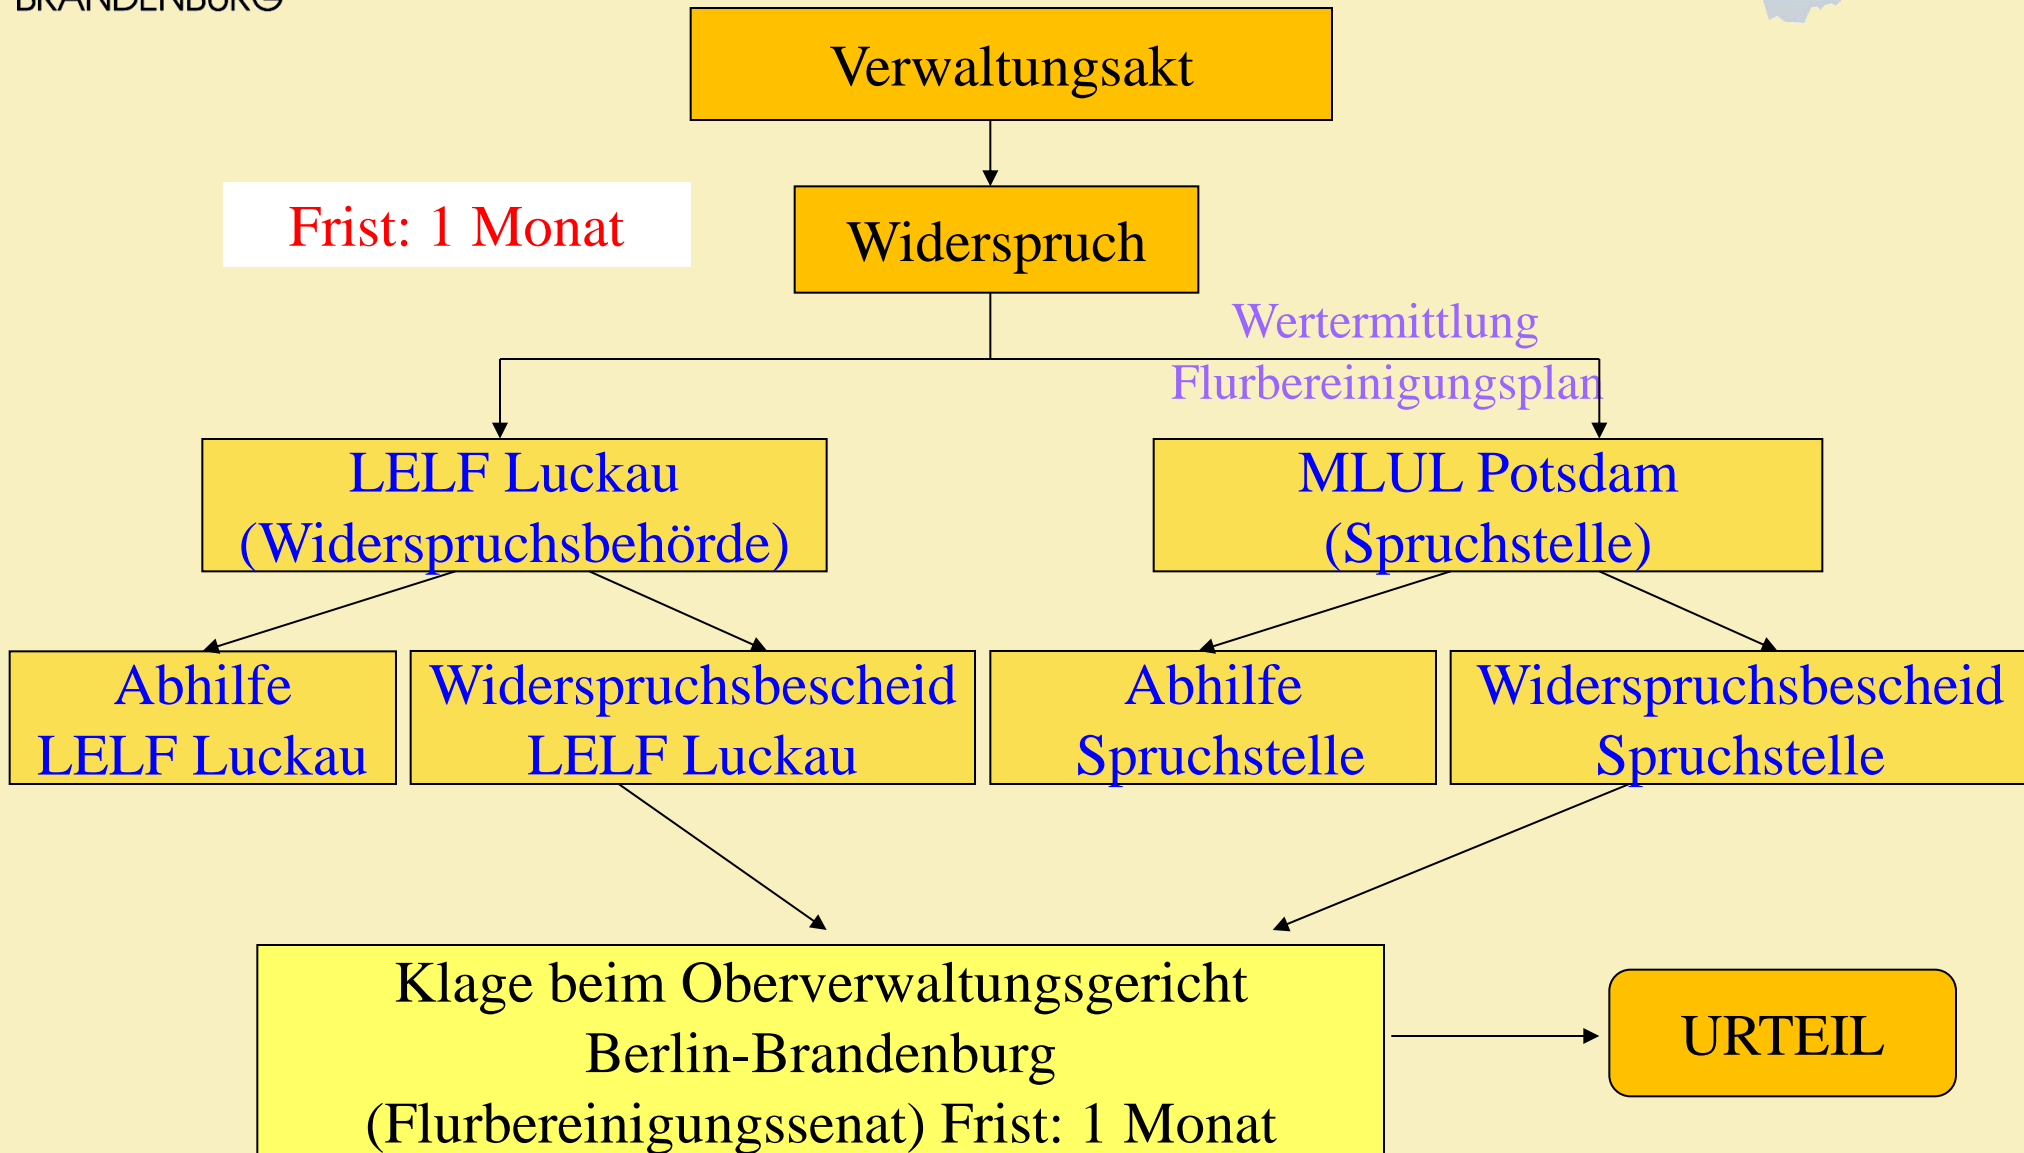 BRANDENBURG
Verwaltungsakt
Frist: 1 Monat
Widerspruch
Wertermittlung
Flurbereinigungsplan
LELF Luckau
(Widerspruchsbehörde)
MLUL Potsdam
(Spruchstelle)
Abhilfe
LELF Luckau
Widerspruchsbescheid
LELF Luckau
Abhilfe
Spruchstelle
Widerspruchsbescheid
Spruchstelle
Klage beim Oberverwaltungsgericht
Berlin-Brandenburg
(Flurbereinigungssenat) Frist: 1 Monat
URTEIL